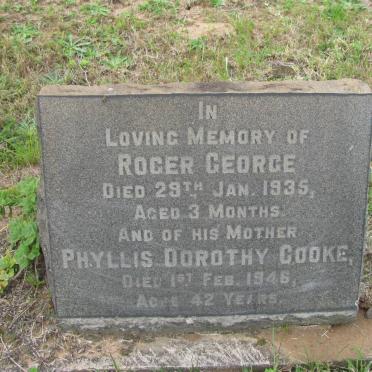 IN
LOVING MEMORY OF
ROGER GEORGE
DIED 29TH JAN. 1935,
AGED 3 MONTHS.
AND OF HIS MOTHER
PHYLLIS DOROTHY COOKE,
DIED 1ST FEB. 1946,
AGED 42 YEARS.